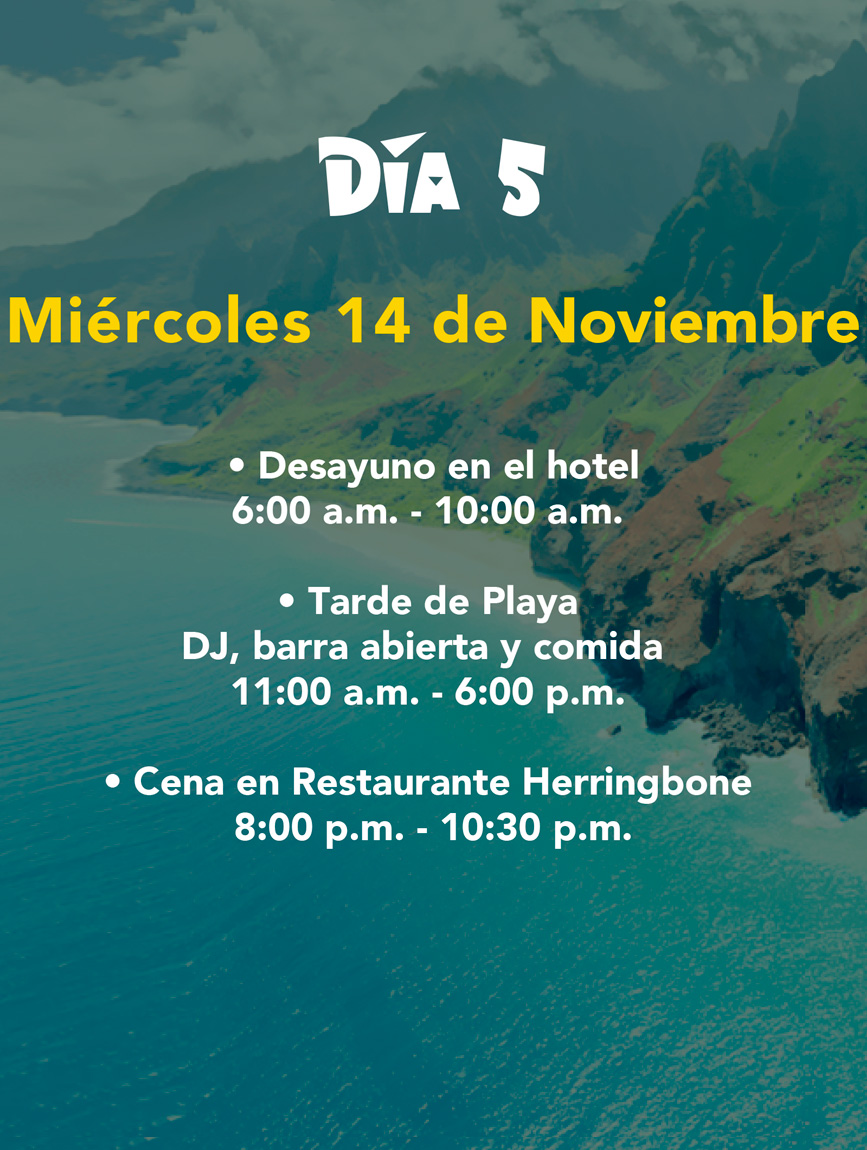 Día 5
Miércoles 14 de Noviembre
• Desayuno en el hotel
6:00 a.m. - 10:00 a.m.
• Tarde de Playa
DJ, barra abierta y comida
11:00 a.m. - 6:00 p.m.
• Cena en Restaurante Herringbone
8:00 p.m. - 10:30 p.m.